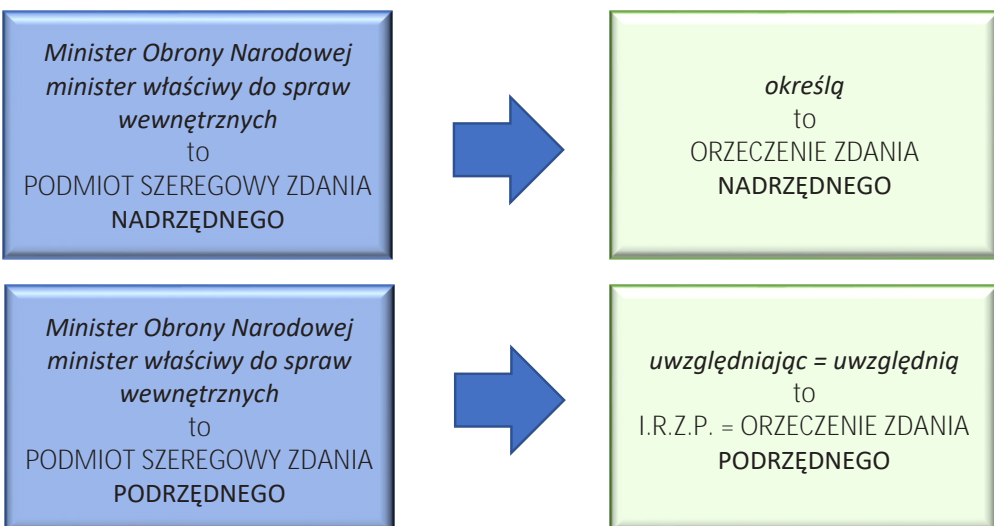 Minister Obrony Narodowej
minister właściwy do spraw
wewnętrznych
to
PODMIOT SZEREGOWY ZDANIA
NADRZĘDNEGO
określą
to
ORZECZENIE ZDANIA
NADRZĘDNEGO
Minister Obrony Narodowej
minister właściwy do spraw
wewnętrznych
to
PODMIOT SZEREGOWY ZDANIA
PODRZĘDNEGO
uwzględniając = uwzględnią
to
I.R.Z.P. = ORZECZENIE ZDANIA
PODRZĘDNEGO